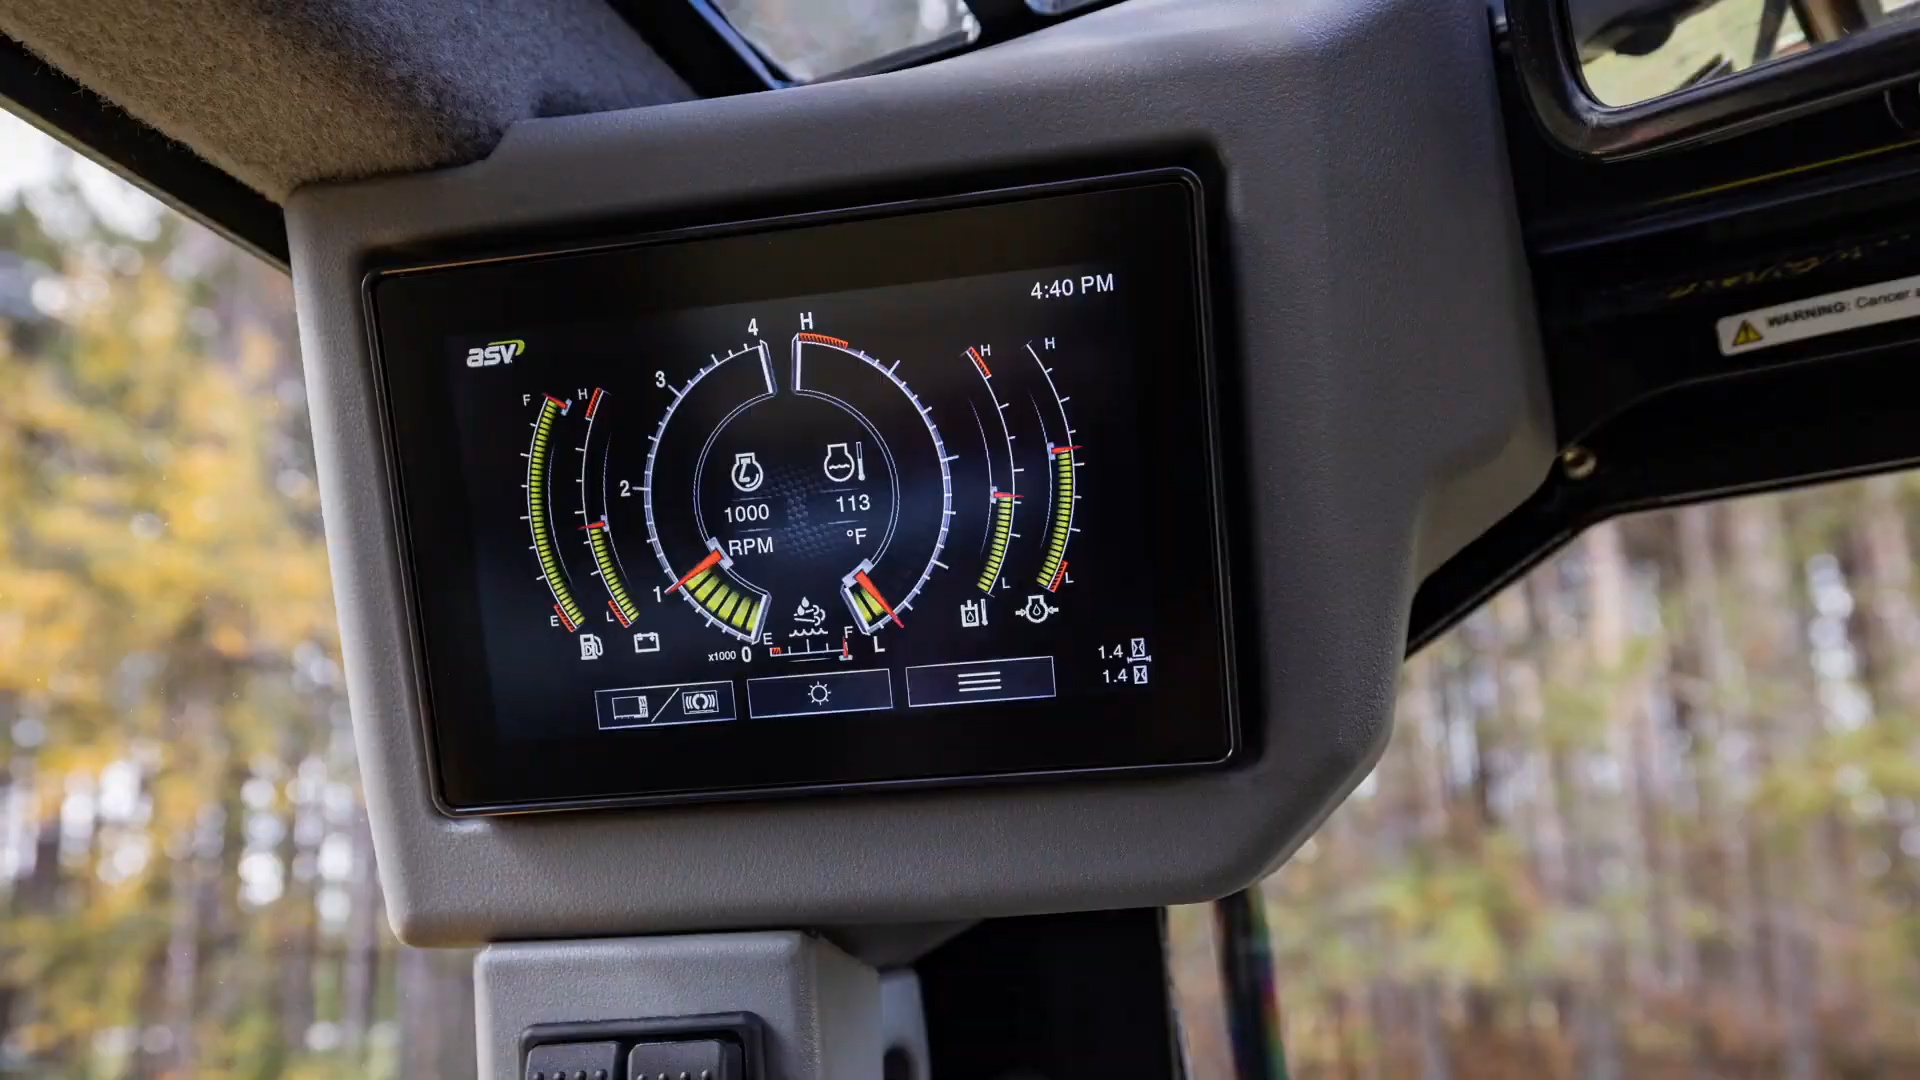 4:40 PM
asv
4
H
3
H
H
F
H
2
1000
113
RPM
°F
1
E
L
L
L
x1000 0
E
F
L
1.4
1.4
WARNING: Cancer